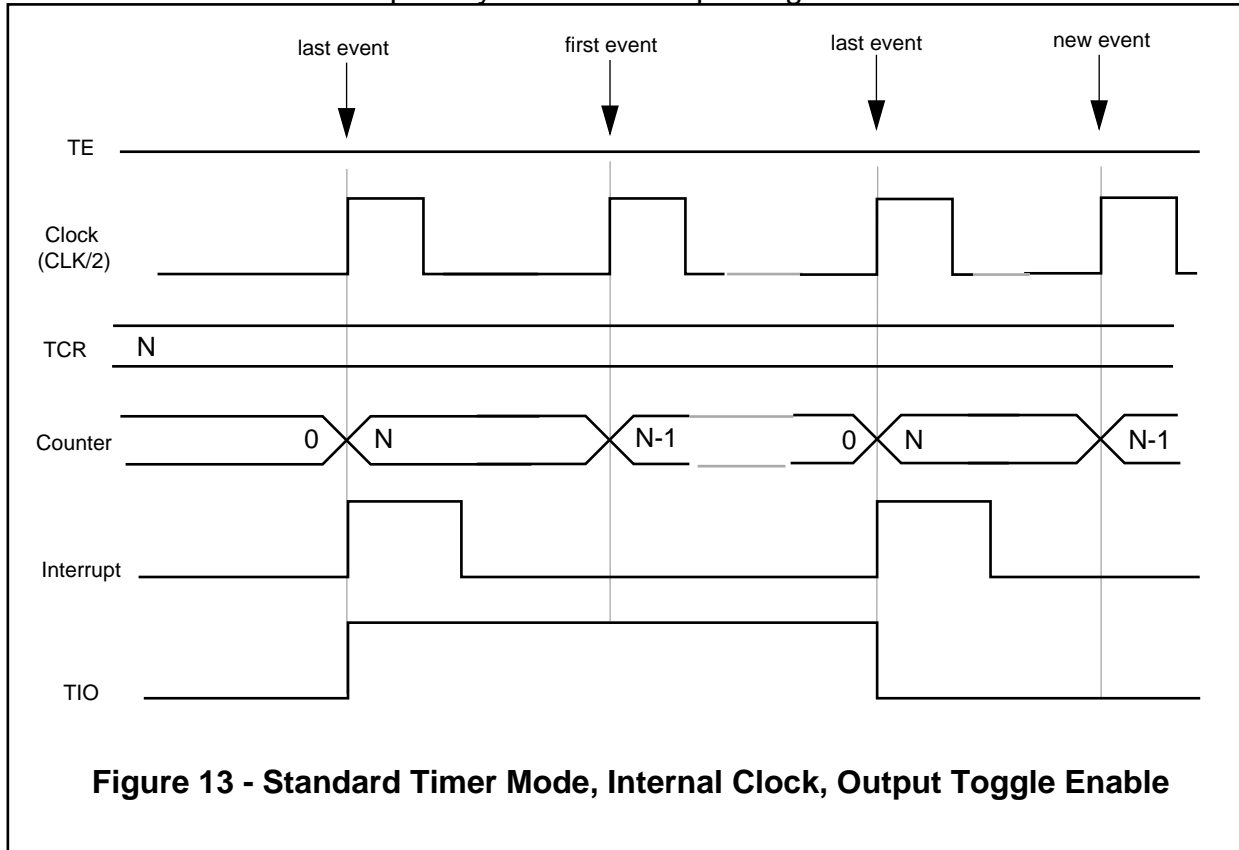 last event first event last event new event
TE
Clock
(CLK/2)
TCR N
Counter 0 N N-1 0 N N-1
Interrupt
TIO
Figure 13 - Standard Timer Mode, Internal Clock, Output Toggle Enable